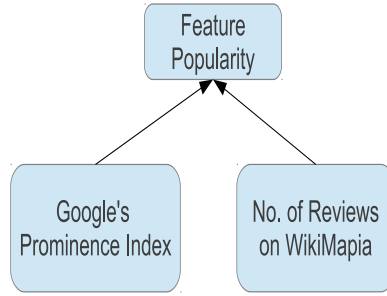 Feature
Popularity
Google's
Prominence Index
No. of Reviews
on WikiMapia